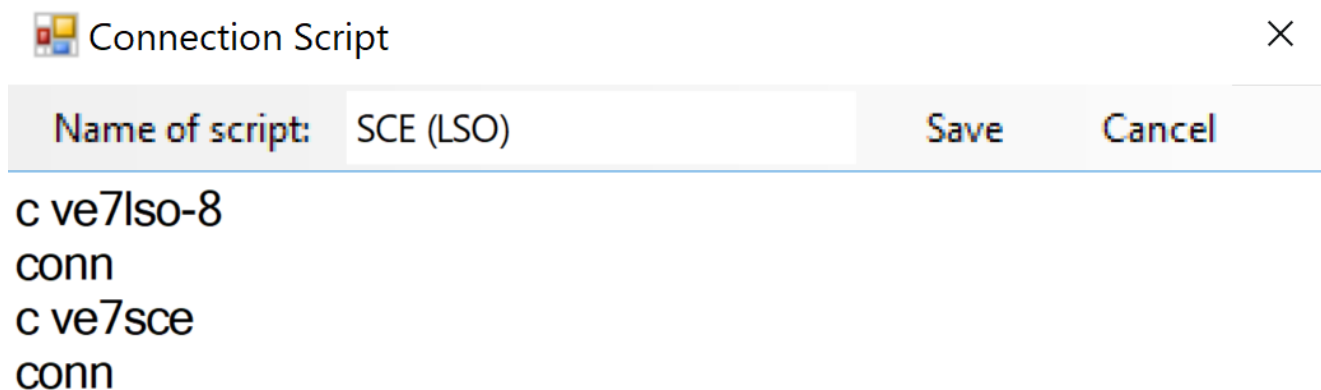 Connection Script
Name of script: SCE (LSO) Save Cancel
c ve7lso-8
conn
c ve7sce
conn